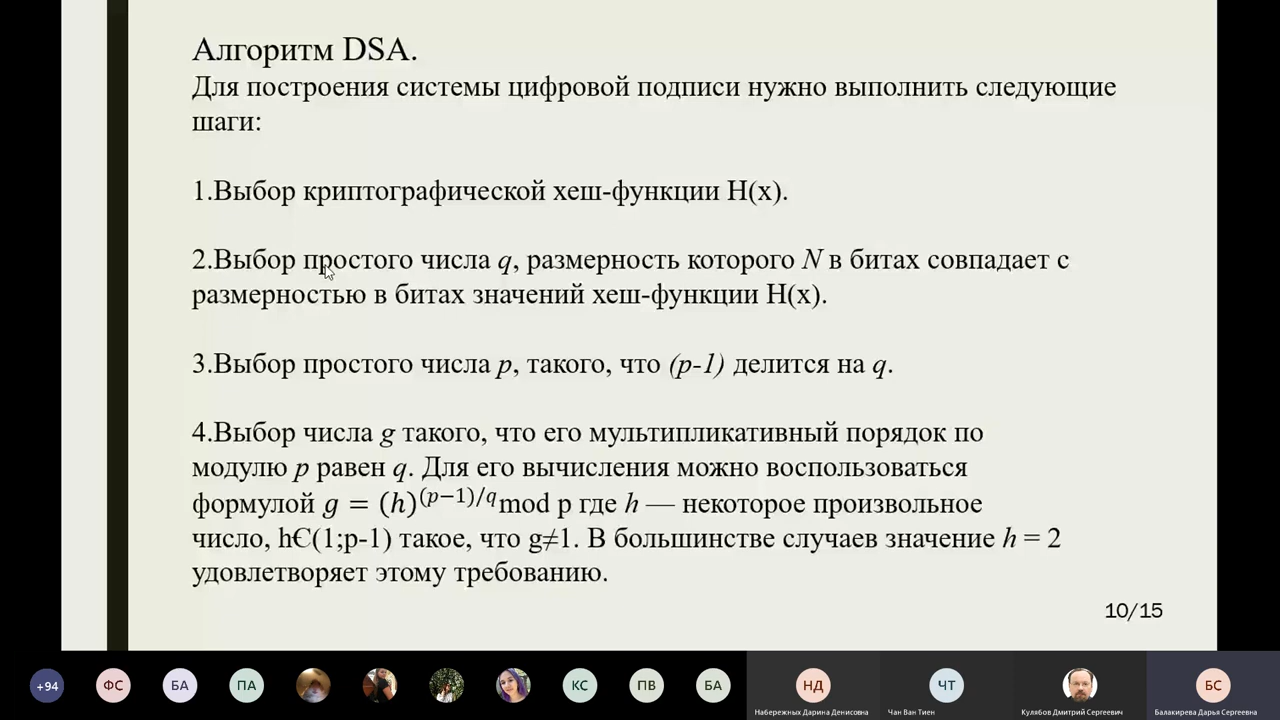 Алгоритм DSA.
Для построения системы цифровой подписи нужно выполнить следующие
шаги:
1.Выбор криптографической хеш-функции H(x).
2.Выбор простого числа q, размерность которого N в битах совпадает с
размерностью в битах значений хеш-функции H(x).
3.Выбор простого числа p, такого, что (p-1) делится на q.
4.Выбор числа g такого, что его мультипликативный порядок по
модулю p равен q. Для его вычисления можно воспользоваться
формулой g = (h)^(p−1)/q mod p где h — некоторое произвольное
число, hЄ(1;p-1) такое, что g≠1. В большинстве случаев значение h = 2
удовлетворяет этому требованию.
10/15
+94 ФС БА ПА КС ПВ БА НД ЧТ БС
Набережных Дарина Денисовна Чан Ван Тиен Кулябов Дмитрий Сергеевич Балакирева Дарья Сергеевна